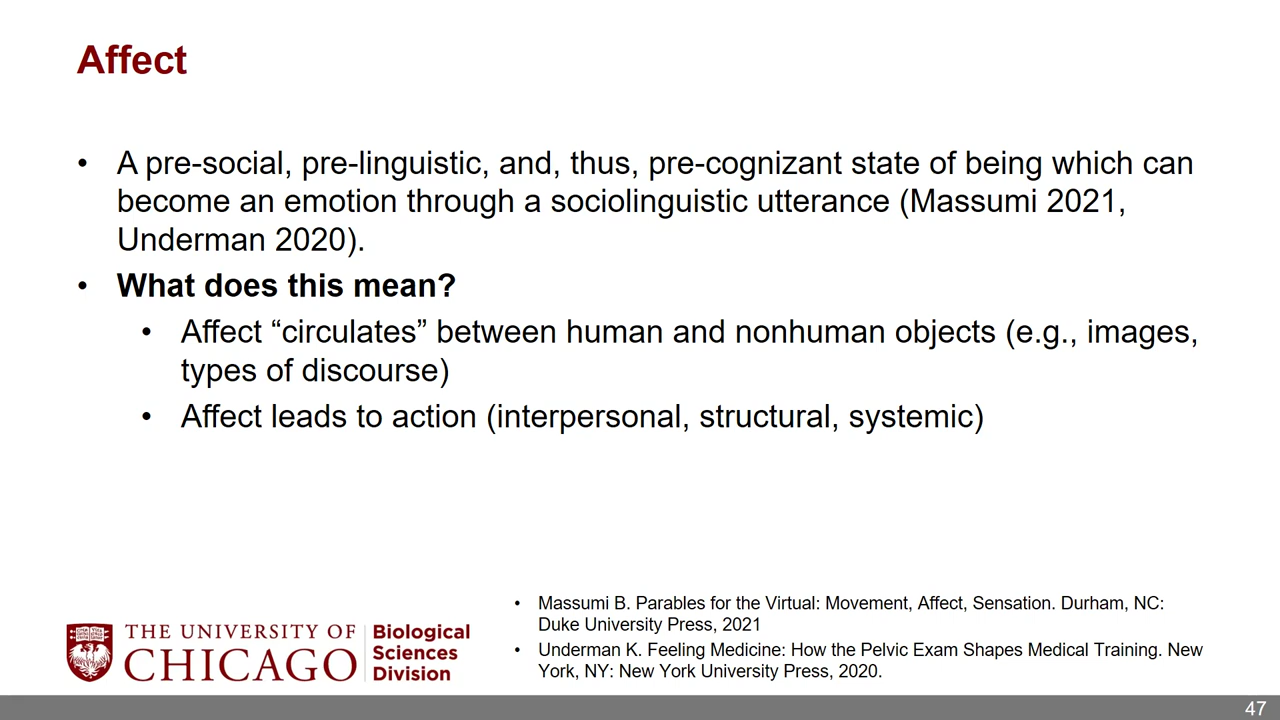 Affect
• A pre-social, pre-linguistic, and, thus, pre-cognizant state of being which can
become an emotion through a sociolinguistic utterance (Massumi 2021,
Underman 2020).
• What does this mean?
• Affect “circulates” between human and nonhuman objects (e.g., images,
types of discourse)
• Affect leads to action (interpersonal, structural, systemic)
• Massumi B. Parables for the Virtual: Movement, Affect, Sensation. Durham, NC:
Duke University Press, 2021
• Underman K. Feeling Medicine: How the Pelvic Exam Shapes Medical Training. New
York, NY: New York University Press, 2020.
THE UNIVERSITY OF
CHICAGO
Biological
Sciences
Division
47